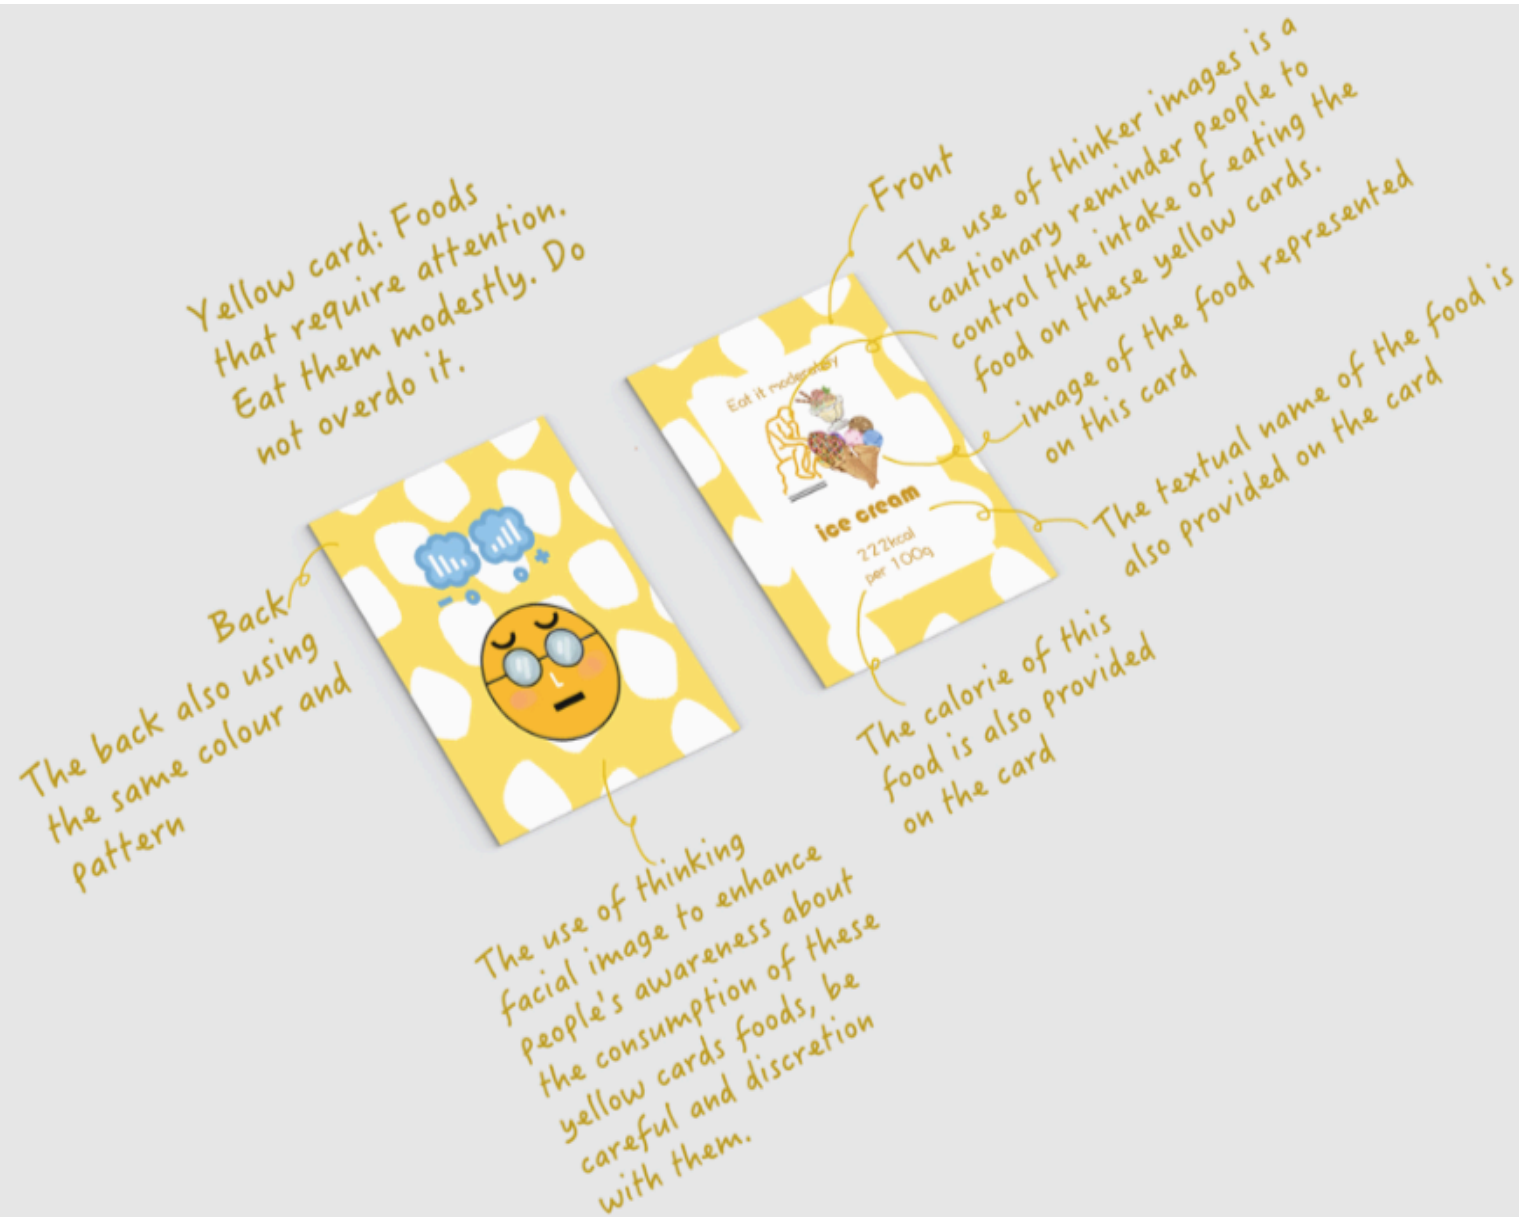 Yellow card: Foods
that require attention.
Eat them modestly. Do
not overdo it.
Front
The use of thinker images is a
cautionary reminder people to
control the intake of eating the
food on these yellow cards.
image of the food represented
on this card
The textual name of the food is
also provided on the card
Eat it moderately
ice cream
222kcal
per 100g
The calorie of this
food is also provided
on the card
Back
The back also using
the same colour and
pattern
The use of thinking
facial image to enhance
people's awareness about
the consumption of these
yellow cards foods, be
careful and discretion
with them.